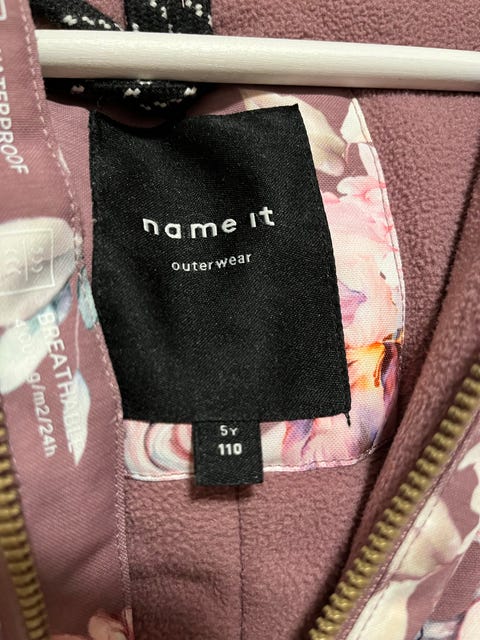 WATERPROOF
BREATHABLE
g/m2/24h
name it
outerwear
5Y
110